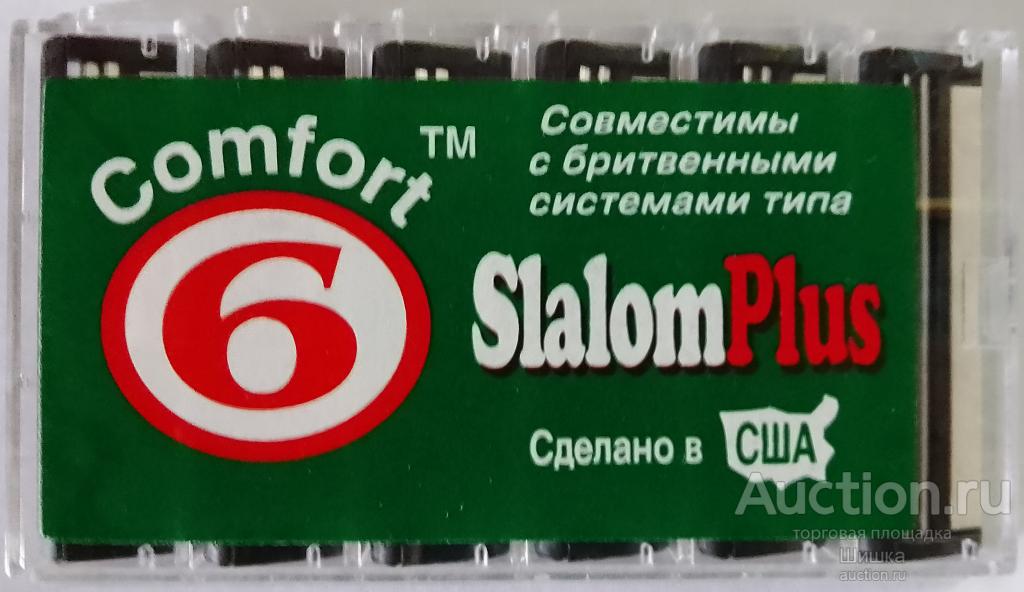 Comfort TM
6
Совместимы
с бритвенными
системами типа
SlalomPlus
Сделано в США
Auction.ru
торговая площадка
Шишка
auction.ru